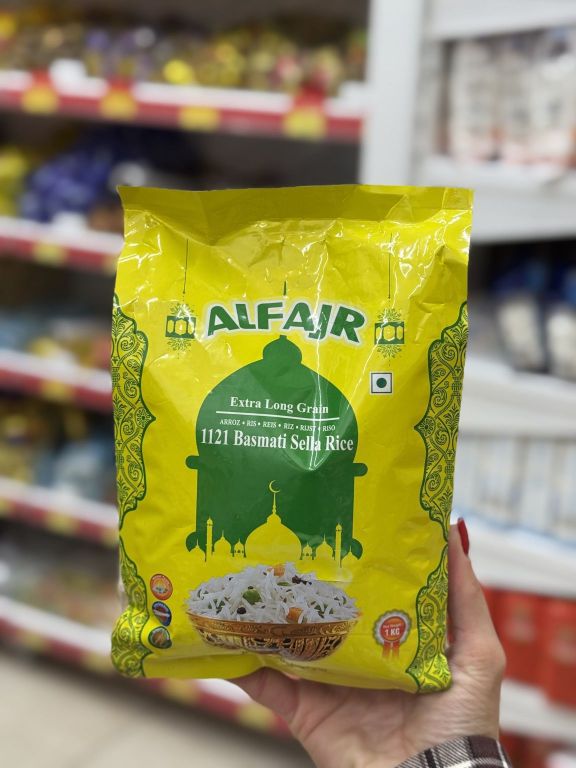 ALFAJR
Extra Long Grain
ARROZ • RIS • REIS • RIZ • RIJST • RISO
1121 Basmati Sella Rice
1 KG